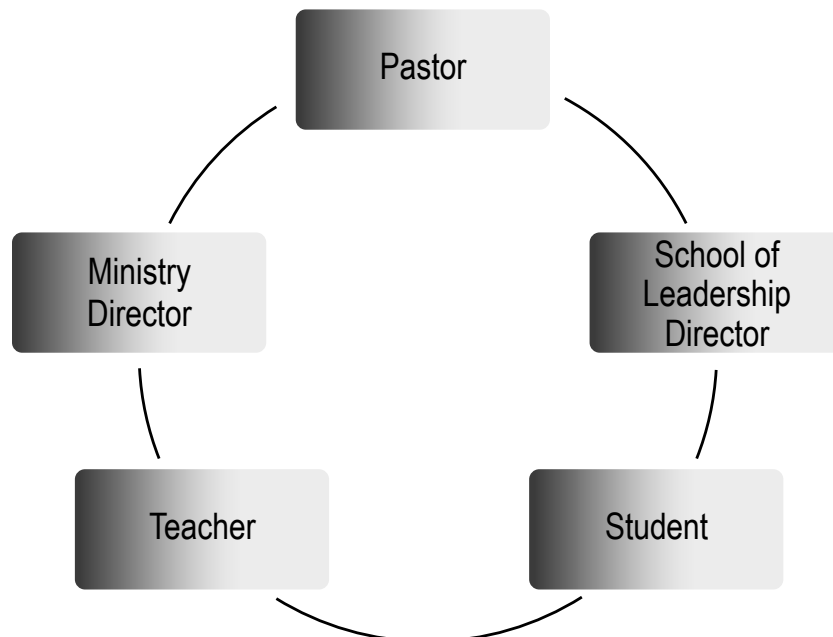 Pastor
Ministry
Director
School of
Leadership
Director
Teacher
Student